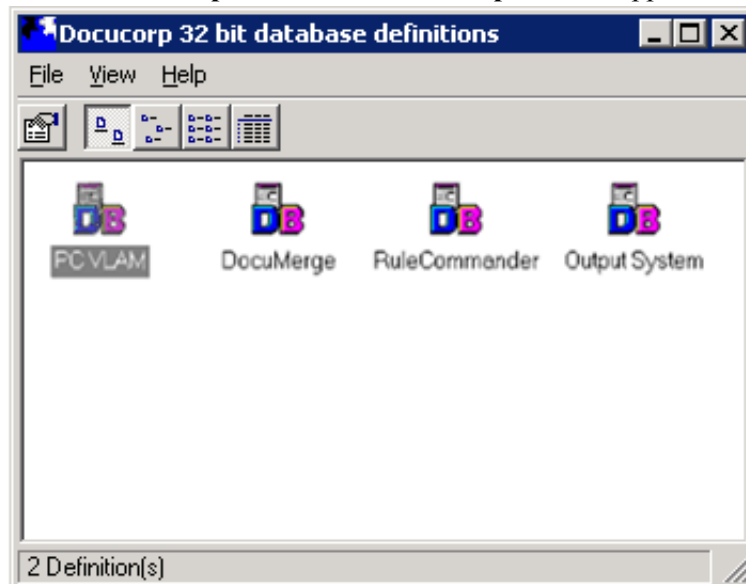 Docucorp 32 bit database definitions
File View Help
PC VLAM DocuMerge RuleCommander Output System
2 Definition(s)